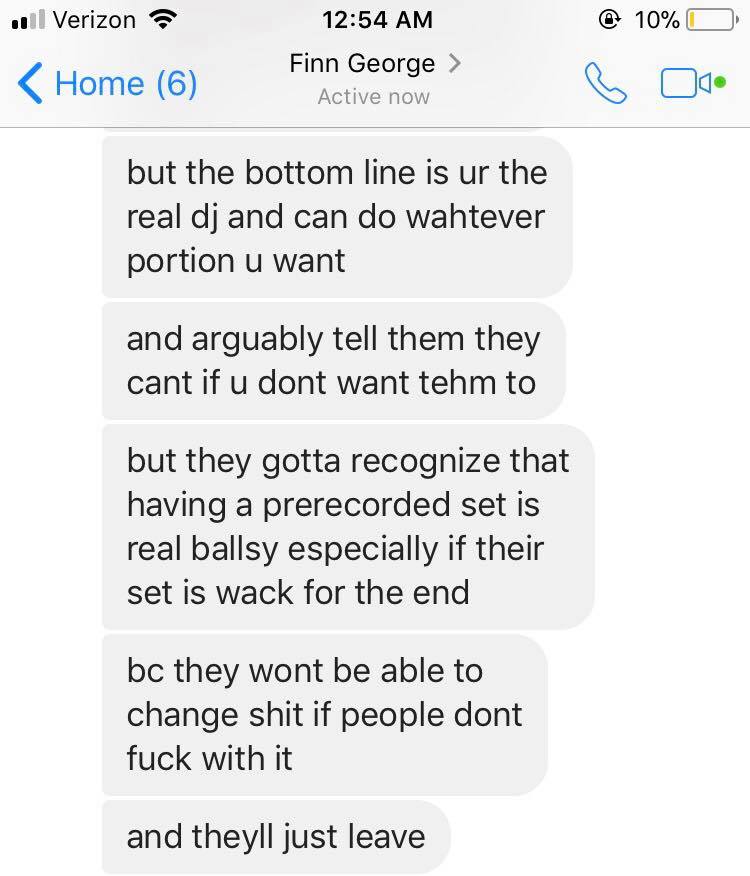 Verizon 12:54 AM 10%
Finn George
Home (6)
Active now
but the bottom line is ur the
real dj and can do wahtever
portion u want
and arguably tell them they
cant if u dont want tehm to
but they gotta recognize that
having a prerecorded set is
real ballsy especially if their
set is wack for the end
bc they wont be able to
change shit if people dont
fuck with it
and theyll just leave